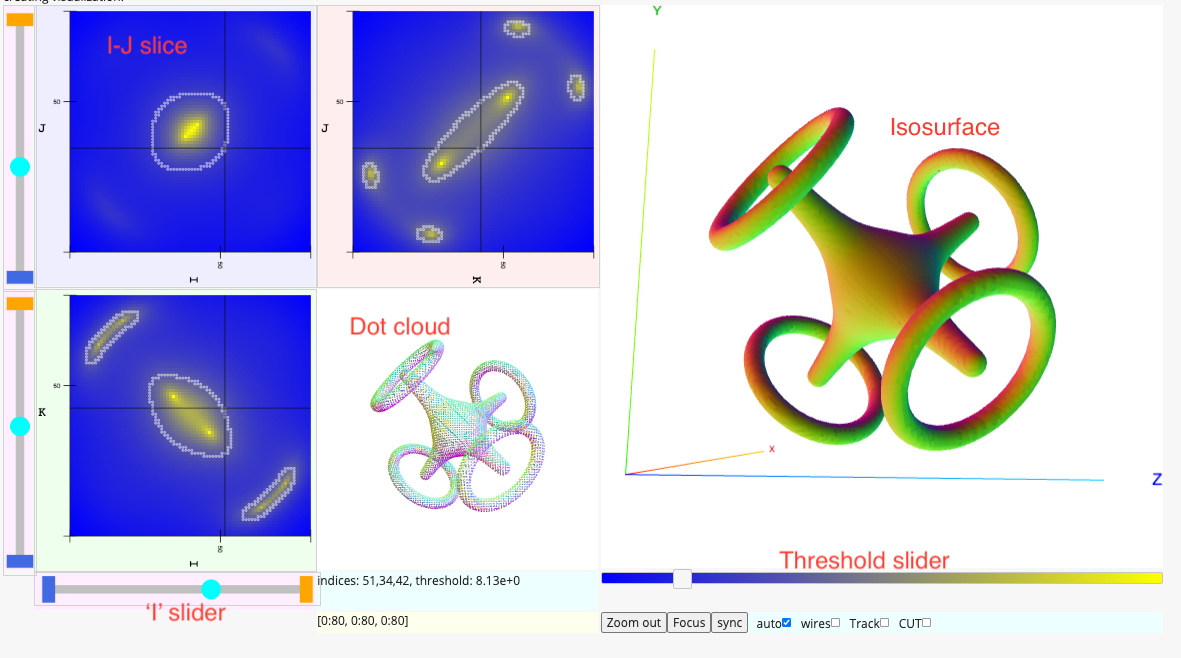 creating visualization.
I-J slice
50
J
50
I
50
J
50
K
Y
Isosurface
X
Z
50
K
50
I
Dot cloud
Threshold slider
indices: 51,34,42, threshold: 8.13e+0
'I' slider
[0:80, 0:80, 0:80]
Zoom out Focus sync auto wires Track CUT